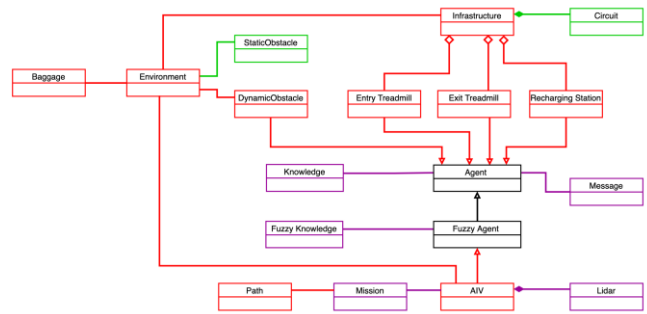 Infrastructure
Circuit
StaticObstacle
Baggage
Environment
DynamicObstacle
Entry Treadmill
Exit Treadmill
Recharging Station
Knowledge
Agent
Message
Fuzzy Knowledge
Fuzzy Agent
Path
Mission
AIV
Lidar